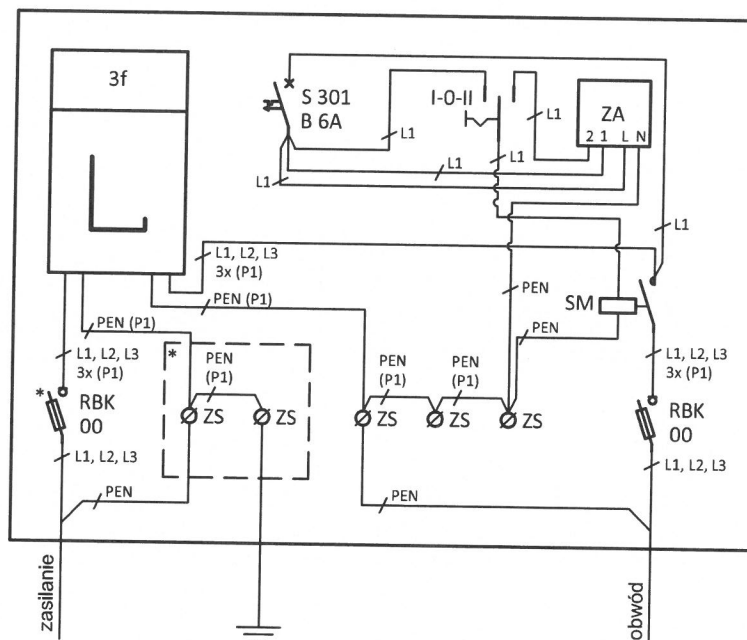 3f
S 301
B 6A
I-0-II
ZA
2 1 L N
L1
L1
L1
L1
L1
L1
L1, L2, L3
3x (P1)
PEN (P1)
PEN (P1)
PEN
SM
PEN
L1, L2, L3
3x (P1)
*
RBK
00
L1, L2, L3
*
PEN
(P1)
ZS
ZS
PEN
(P1)
PEN
(P1)
ZS
ZS
ZS
L1, L2, L3
3x (P1)
RBK
00
L1, L2, L3
PEN
PEN
zasilanie
obwód